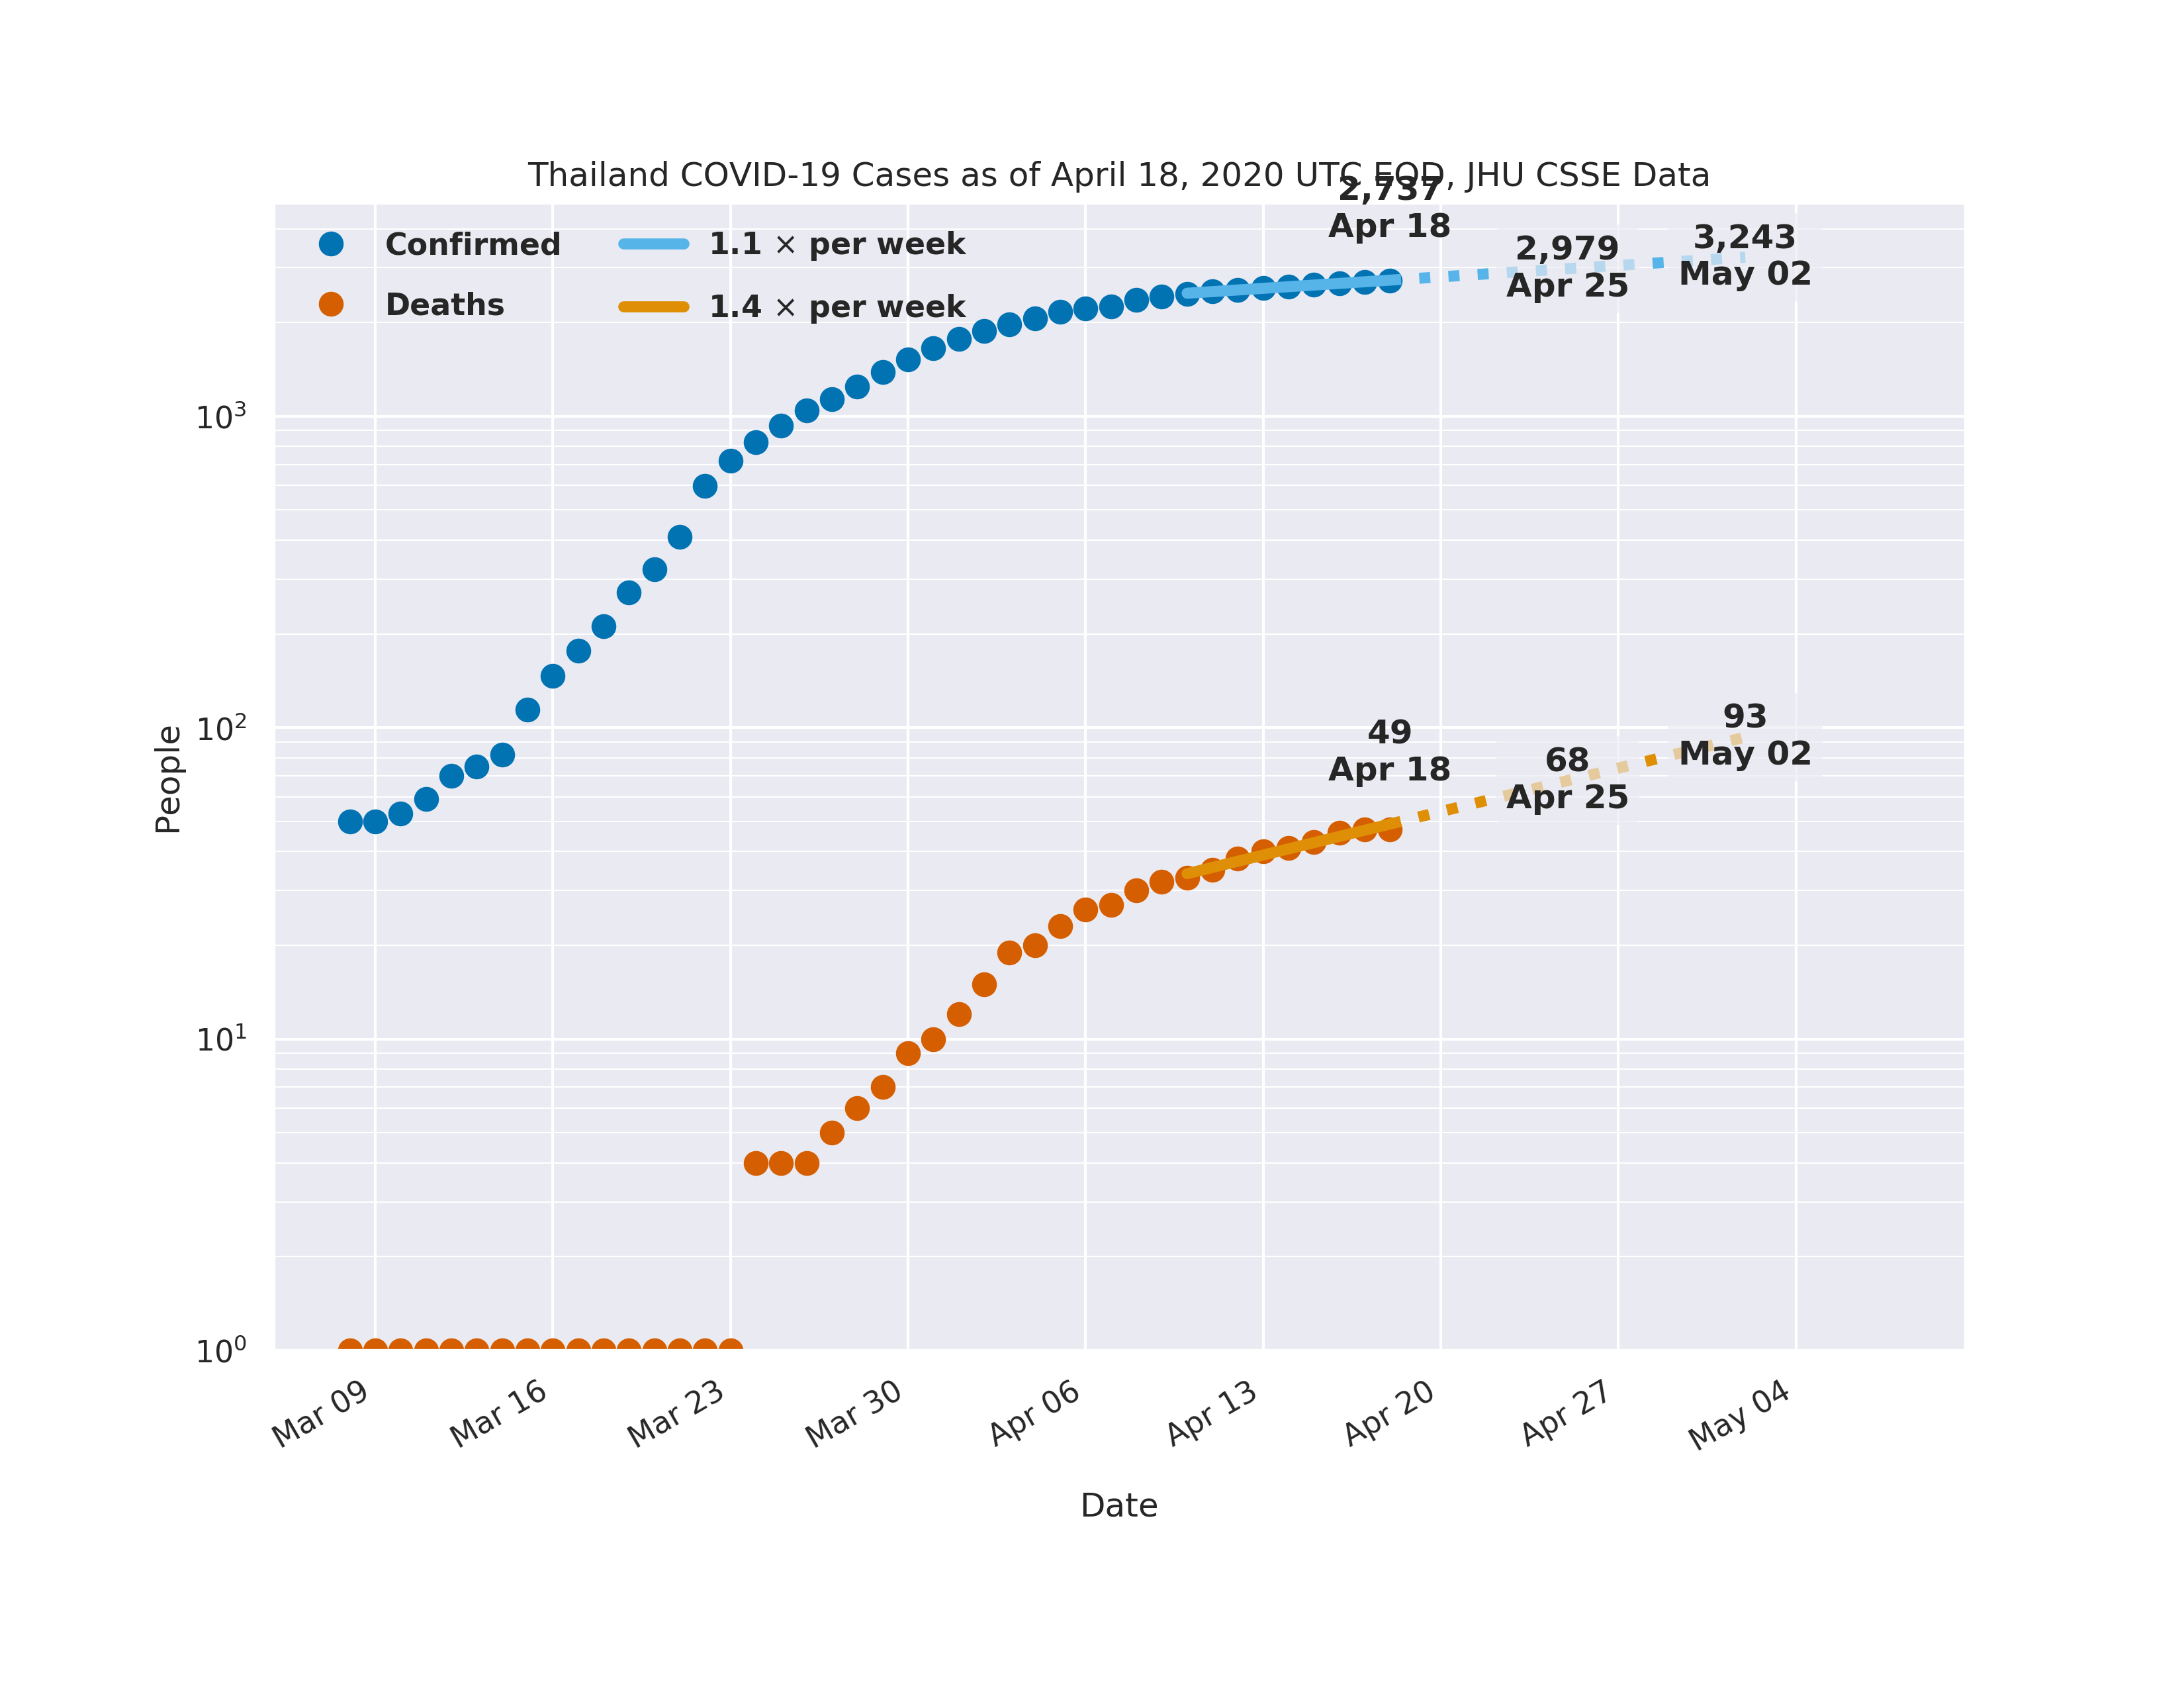 Thailand COVID-19 Cases as of April 18, 2020 UTC EOD, JHU CSSE Data
Confirmed
Deaths
1.1 × per week
1.4 × per week
2,737
Apr 18
2,979
Apr 25
3,243
May 02
49
Apr 18
68
Apr 25
93
May 02
People
10³
10²
10¹
10⁰
Mar 09
Mar 16
Mar 23
Mar 30
Apr 06
Apr 13
Apr 20
Apr 27
May 04
Date